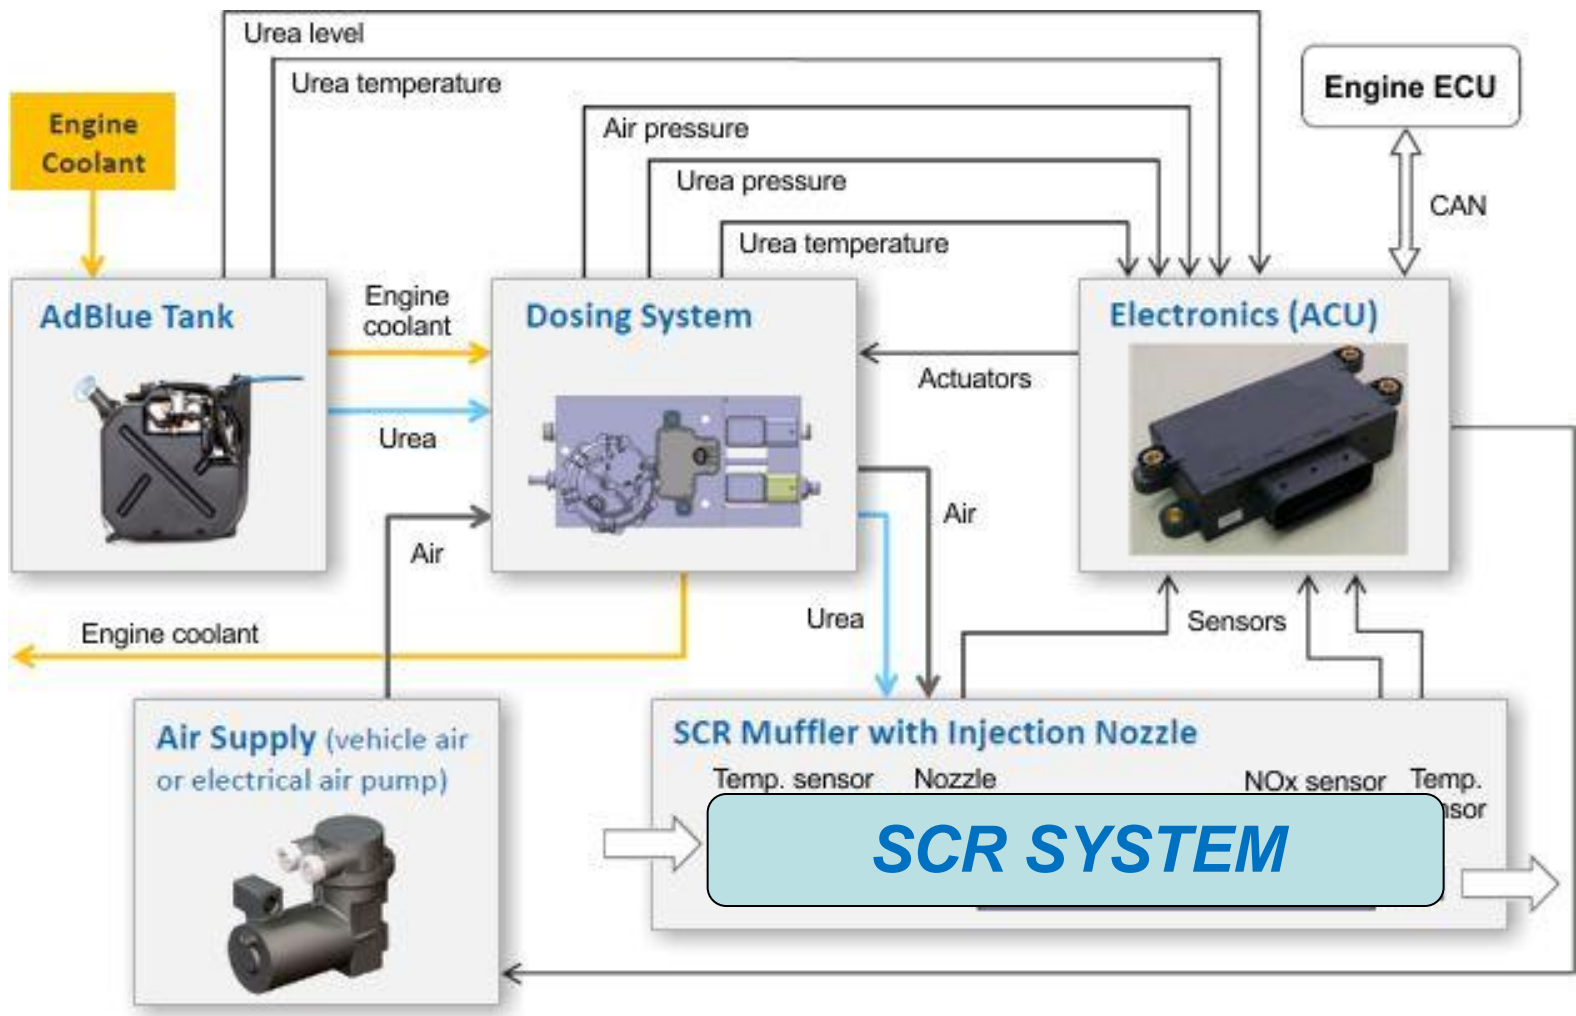 Urea level
Urea temperature
Engine ECU
Engine
Coolant
Air pressure
Urea pressure
CAN
Urea temperature
AdBlue Tank
Engine
coolant
Dosing System
Electronics (ACU)
Actuators
Urea
Air
Air
Urea
Sensors
Engine coolant
Air Supply (vehicle air
or electrical air pump)
SCR Muffler with Injection Nozzle
Temp. sensor
Nozzle
NOx sensor
Temp.
SCR SYSTEM